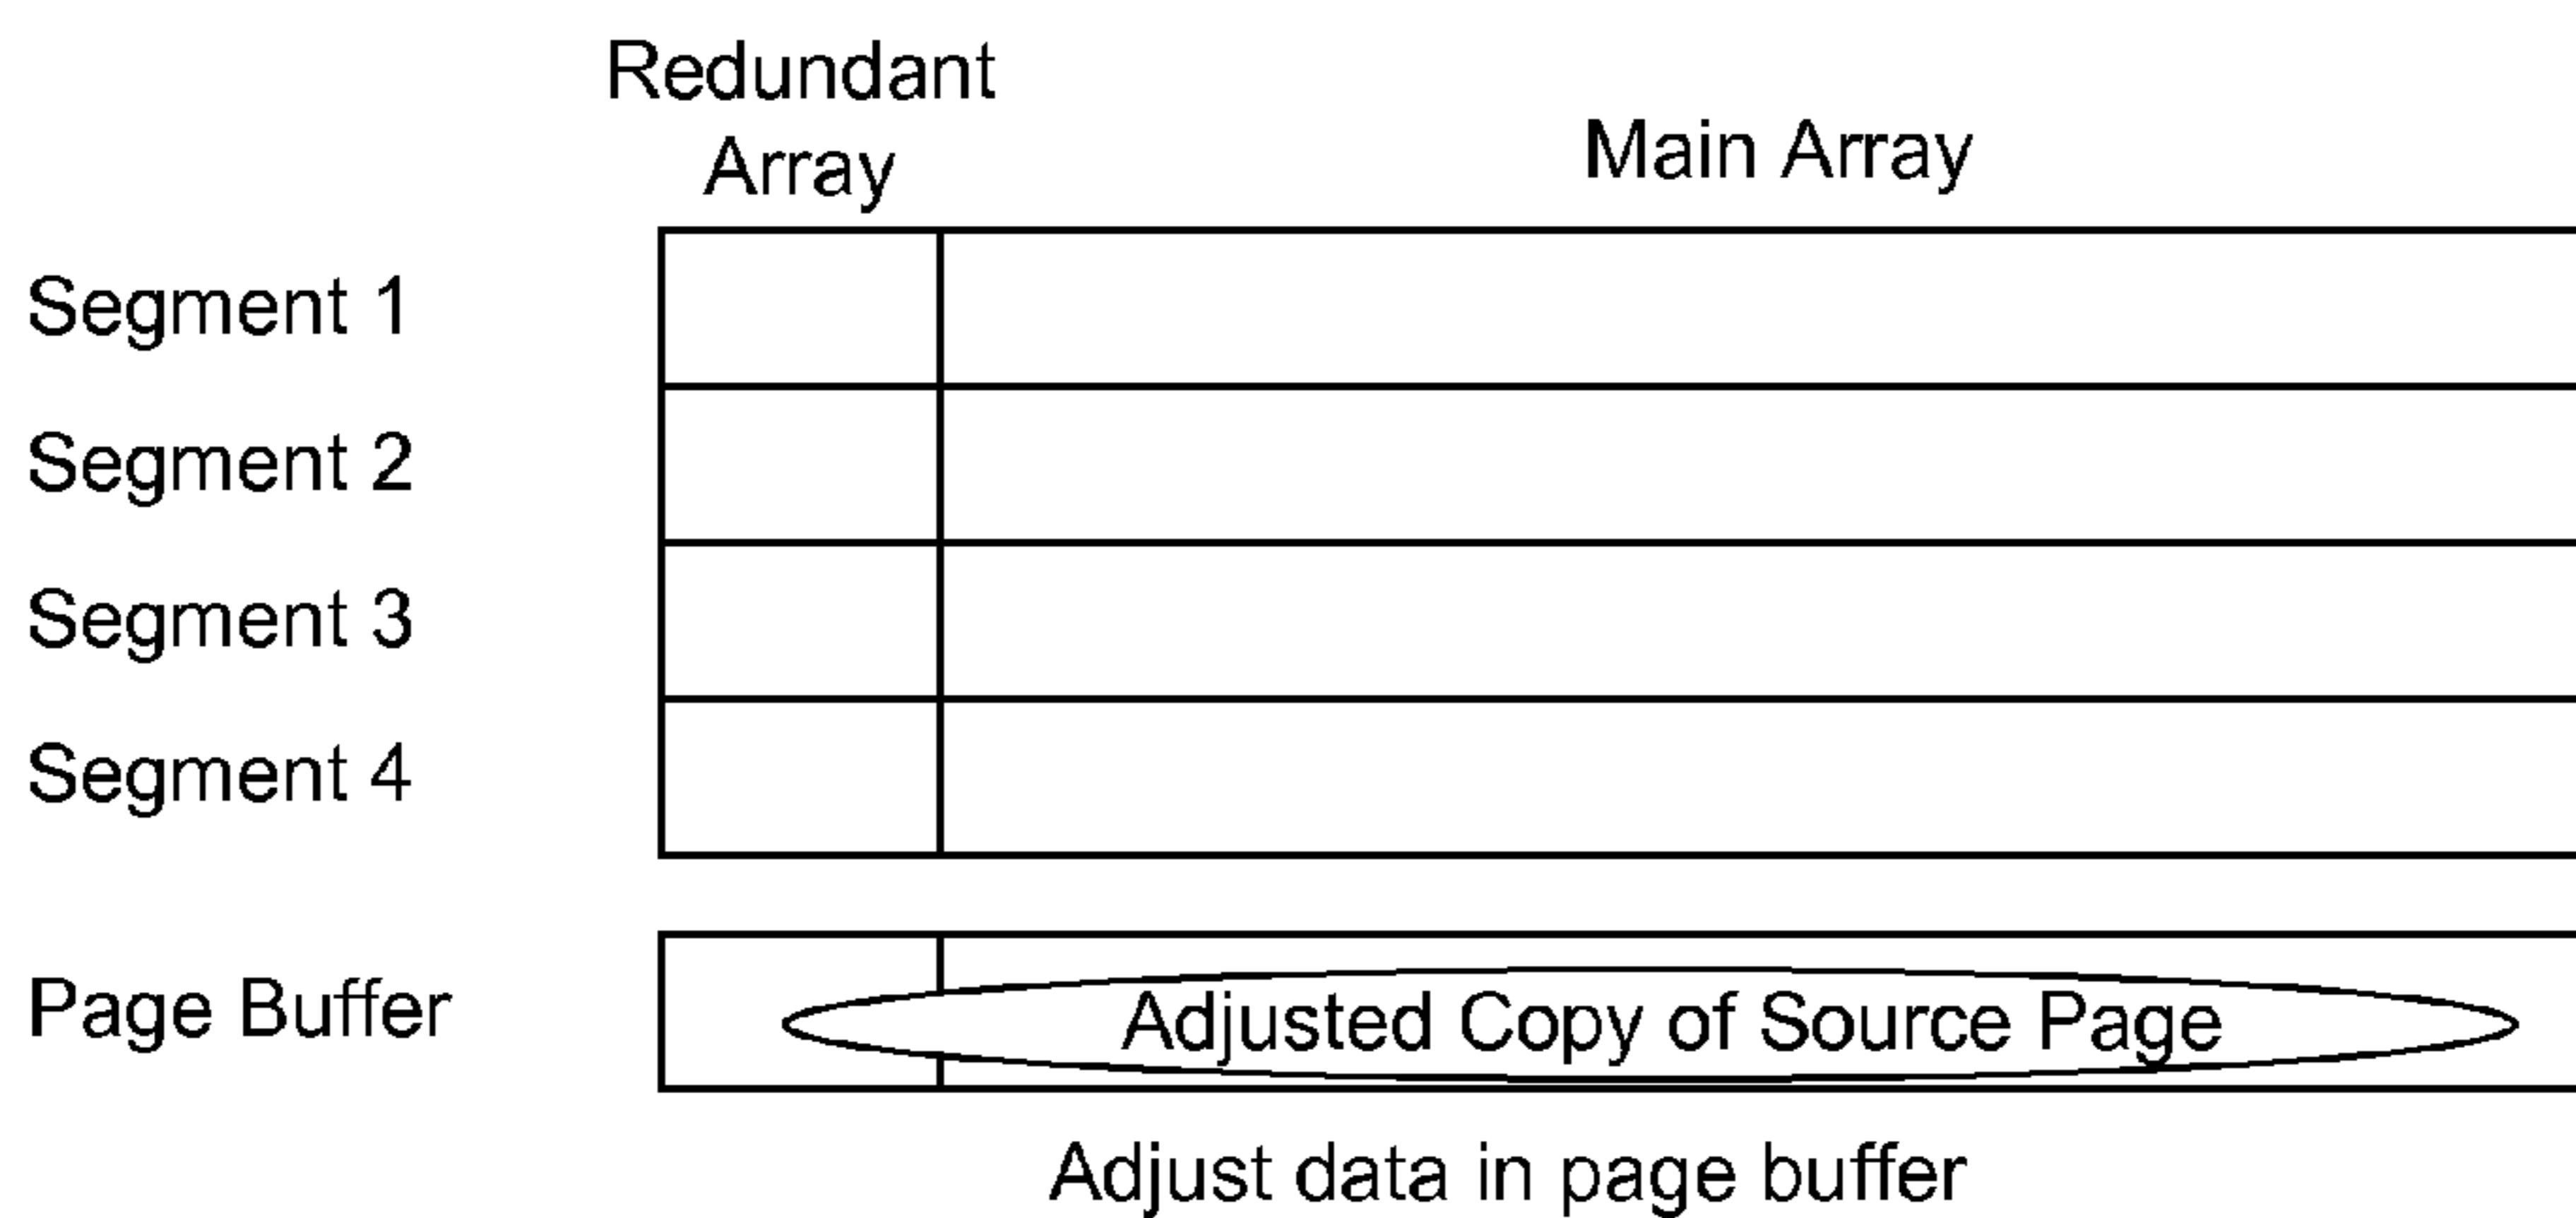 Redundant
Array
Main Array
Segment 1
Segment 2
Segment 3
Segment 4
Page Buffer
Adjusted Copy of Source Page
Adjust data in page buffer